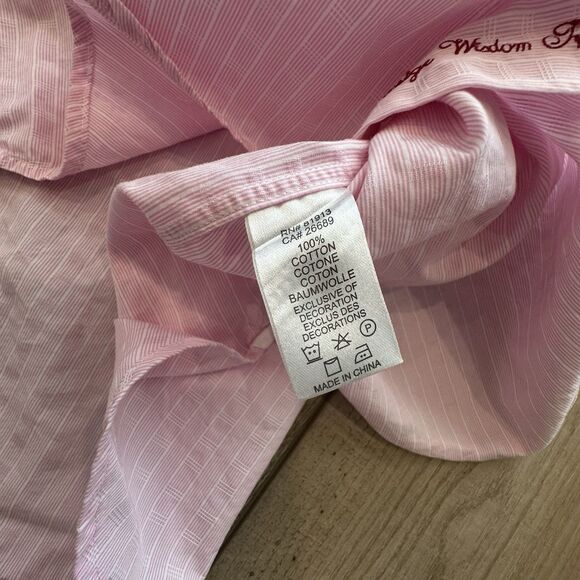 Wisdom
RN# 81913
CA# 26689
100%
COTTON
COTONE
COTON
BAUMWOLLE
EXCLUSIVE OF
DECORATION
EXCLUS DES
DECORATIONS
P
MADE IN CHINA